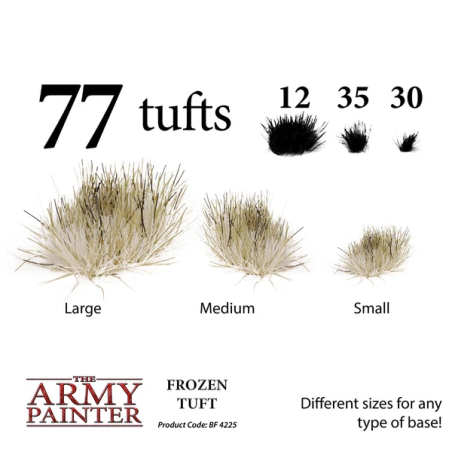 77 tufts
12 35 30
Large Medium Small
THE
ARMY
PAINTER
FROZEN
TUFT
Product Code: BF 4225
Different sizes for any
type of base!